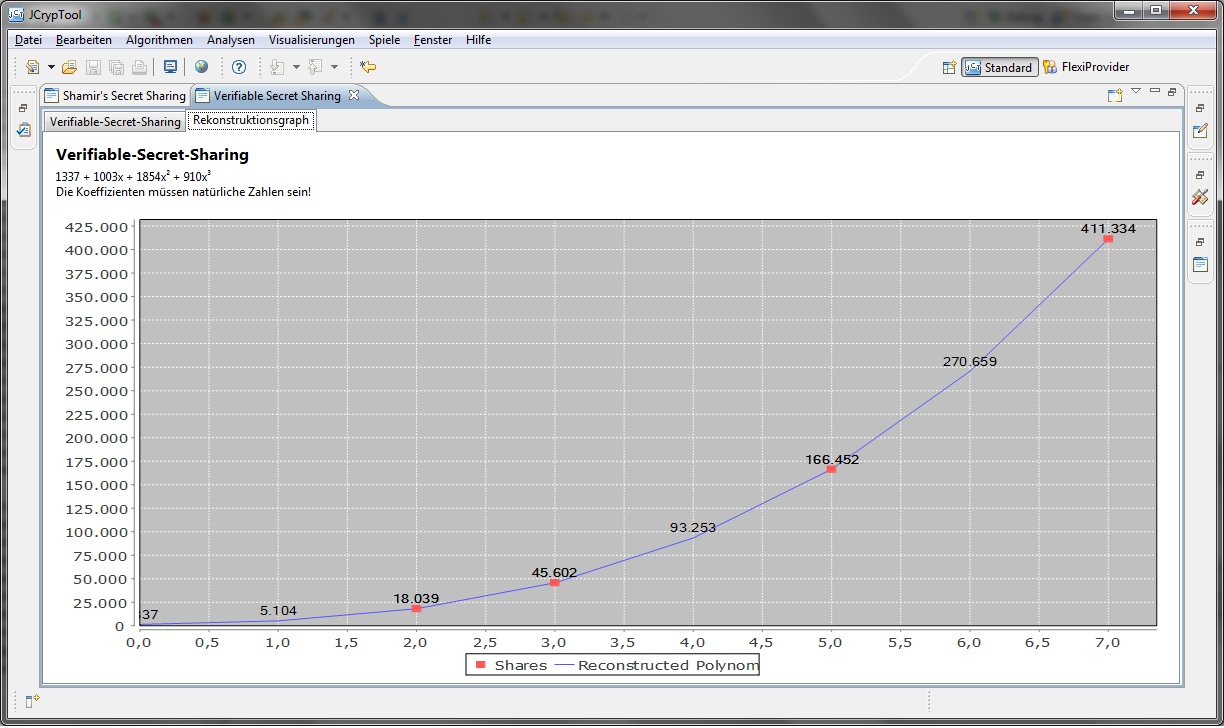 JCrypTool
Datei Bearbeiten Algorithmen Analysen Visualisierungen Spiele Fenster Hilfe
Standard FlexiProvider
Shamir's Secret Sharing Verifiable Secret Sharing
Verifiable-Secret-Sharing Rekonstruktionsgraph
Verifiable-Secret-Sharing
1337 + 1003x + 1854x² + 910x³
Die Koeffizienten müssen natürliche Zahlen sein!
425.000
400.000
375.000
350.000
325.000
300.000
275.000
250.000
225.000
200.000
175.000
150.000
125.000
100.000
75.000
50.000
25.000
0
37
5.104
18.039
45.602
93.253
166.452
270.659
411.334
0,0 0,5 1,0 1,5 2,0 2,5 3,0 3,5 4,0 4,5 5,0 5,5 6,0 6,5 7,0
Shares Reconstructed Polynom